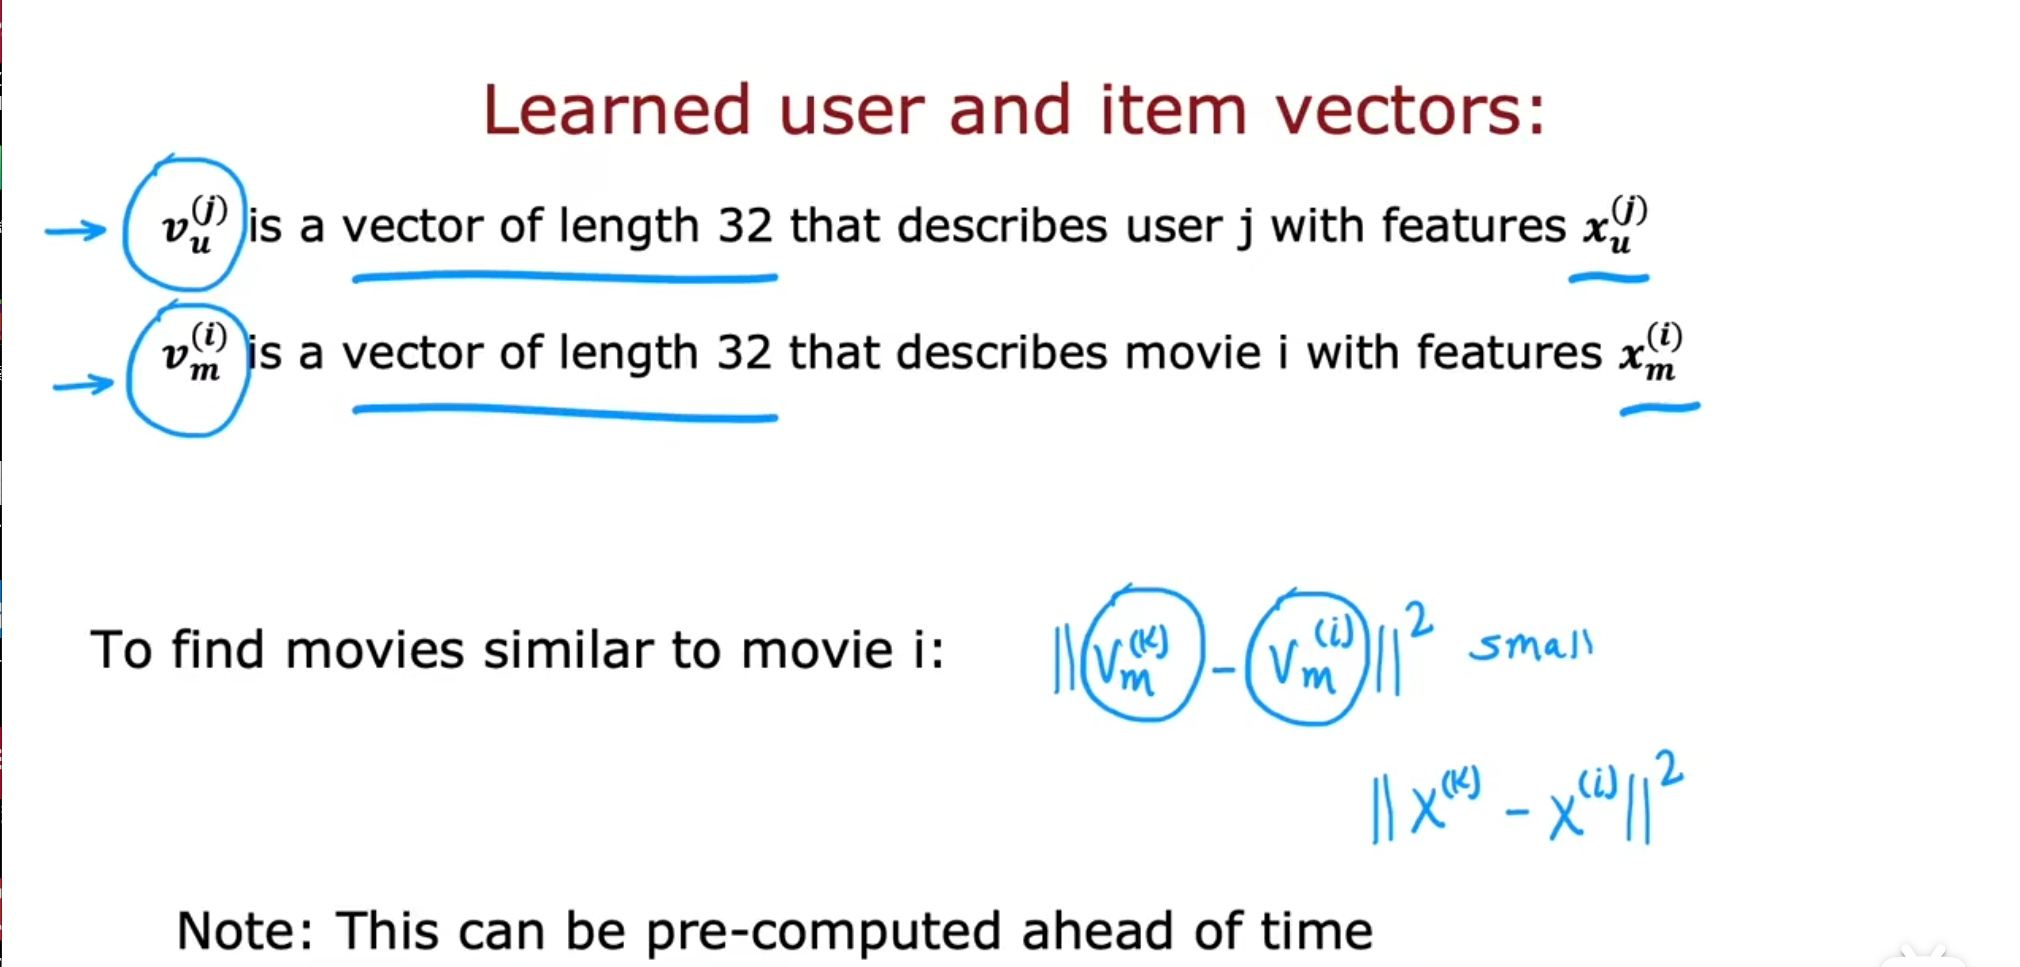 Learned user and item vectors:
→ v_u^(j) is a vector of length 32 that describes user j with features x_u^(j)
→ v_m^(i) is a vector of length 32 that describes movie i with features x_m^(i)
To find movies similar to movie i: ||v_m^(k) - v_m^(i)||^2 small
||x^(k) - x^(i)||^2
Note: This can be pre-computed ahead of time